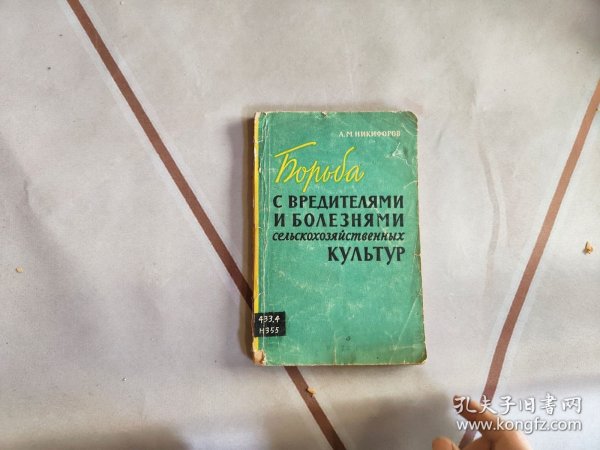 А. М. НИКИФОРОВ
Борьба
С ВРЕДИТЕЛЯМИ
И БОЛЕЗНЯМИ
сельскохозяйственных
КУЛЬТУР
433.4
Н355
孔夫子旧书网
www.kongfz.com